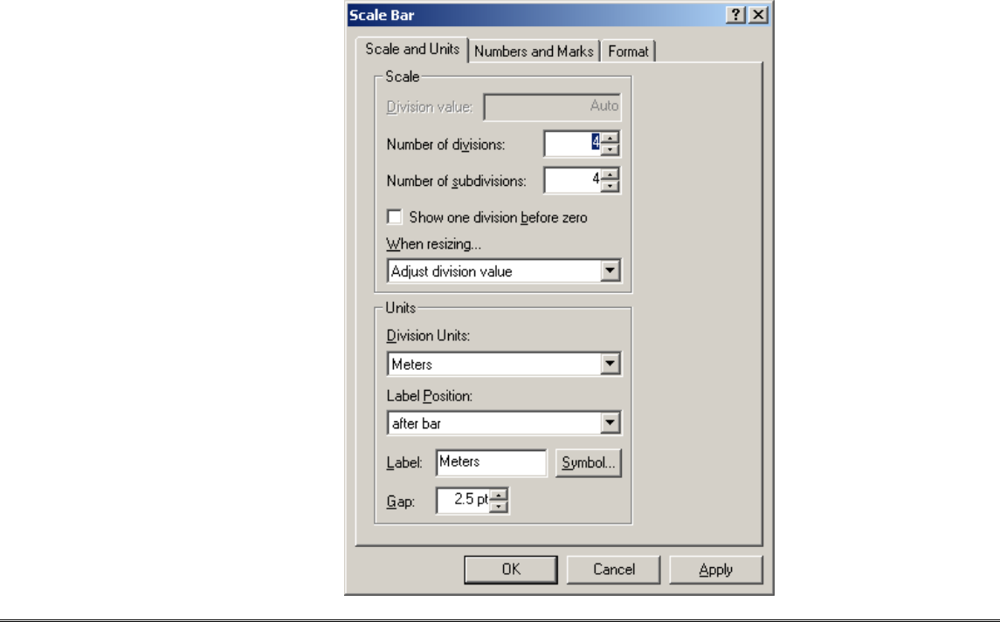 Scale Bar
Scale and Units Numbers and Marks Format
Scale
Division value: Auto
Number of divisions: 4
Number of subdivisions: 4
Show one division before zero
When resizing...
Adjust division value
Units
Division Units:
Meters
Label Position:
after bar
Label: Meters Symbol...
Gap: 2.5 pt
OK Cancel Apply